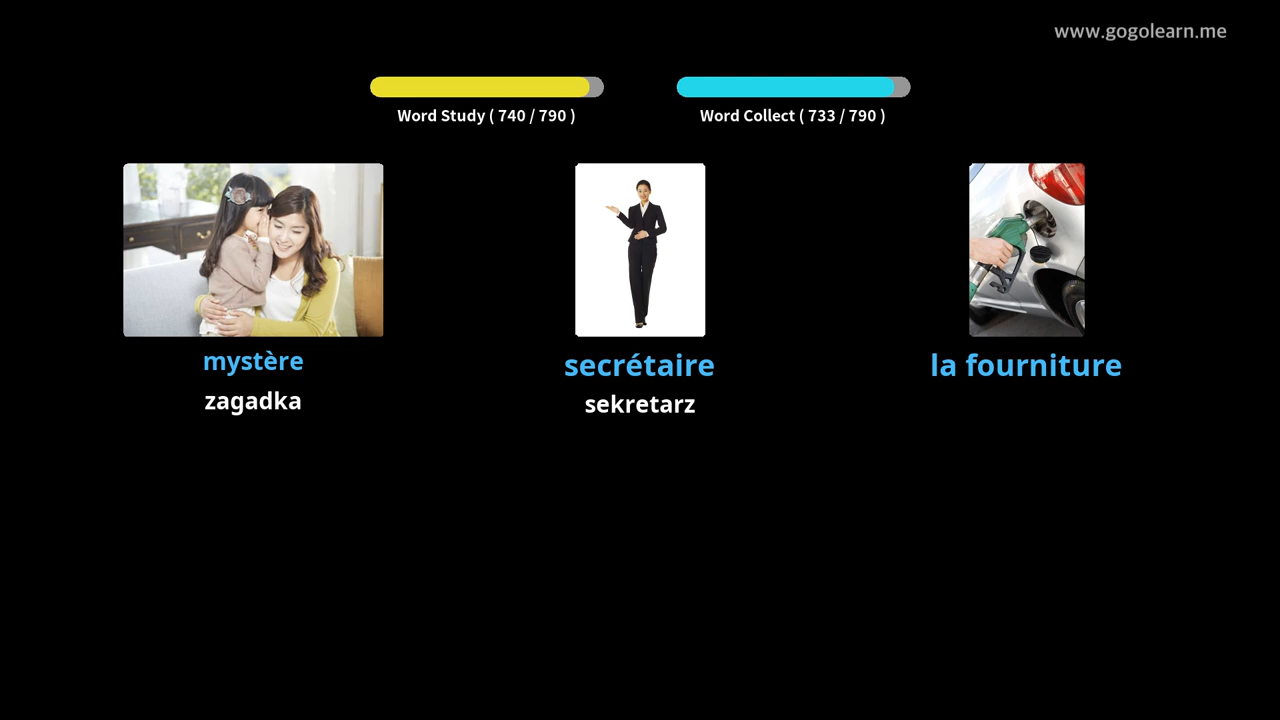 www.gogolearn.me
Word Study ( 740 / 790 )
Word Collect ( 733 / 790 )
mystère
zagadka
secrétaire
sekretarz
la fourniture